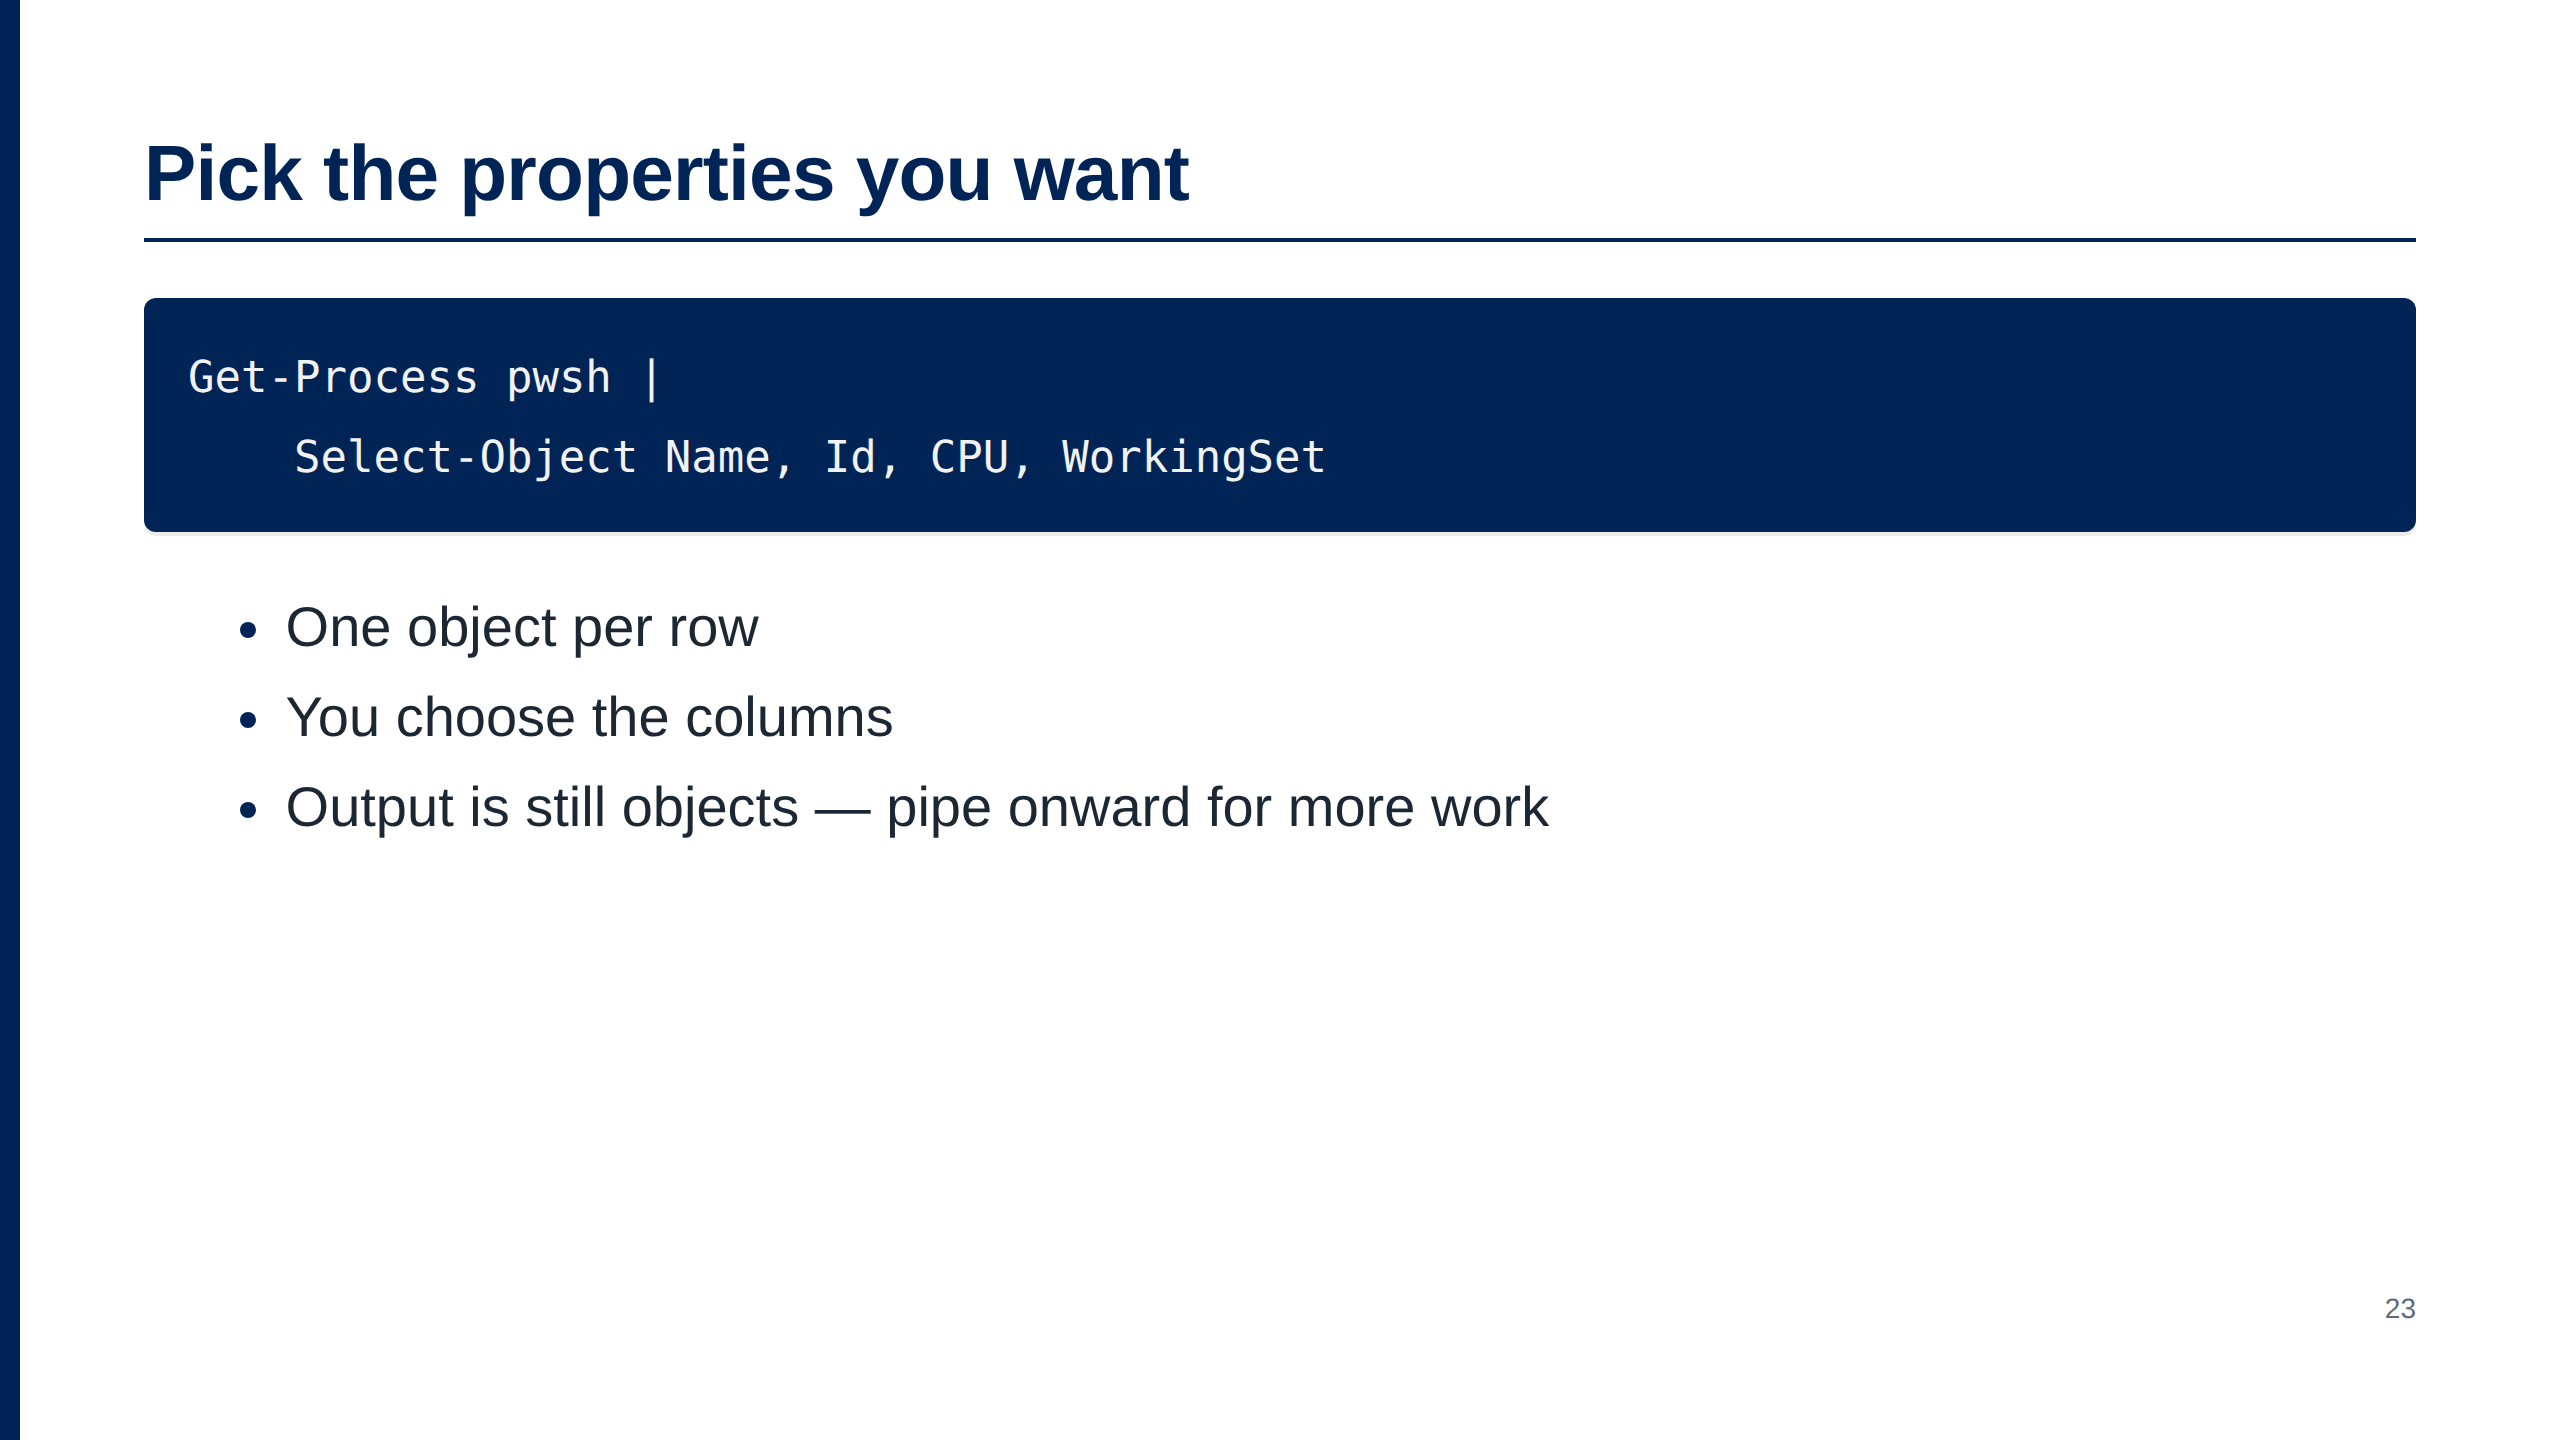 Pick the properties you want
Get-Process pwsh |
    Select-Object Name, Id, CPU, WorkingSet
• One object per row
• You choose the columns
• Output is still objects — pipe onward for more work
23